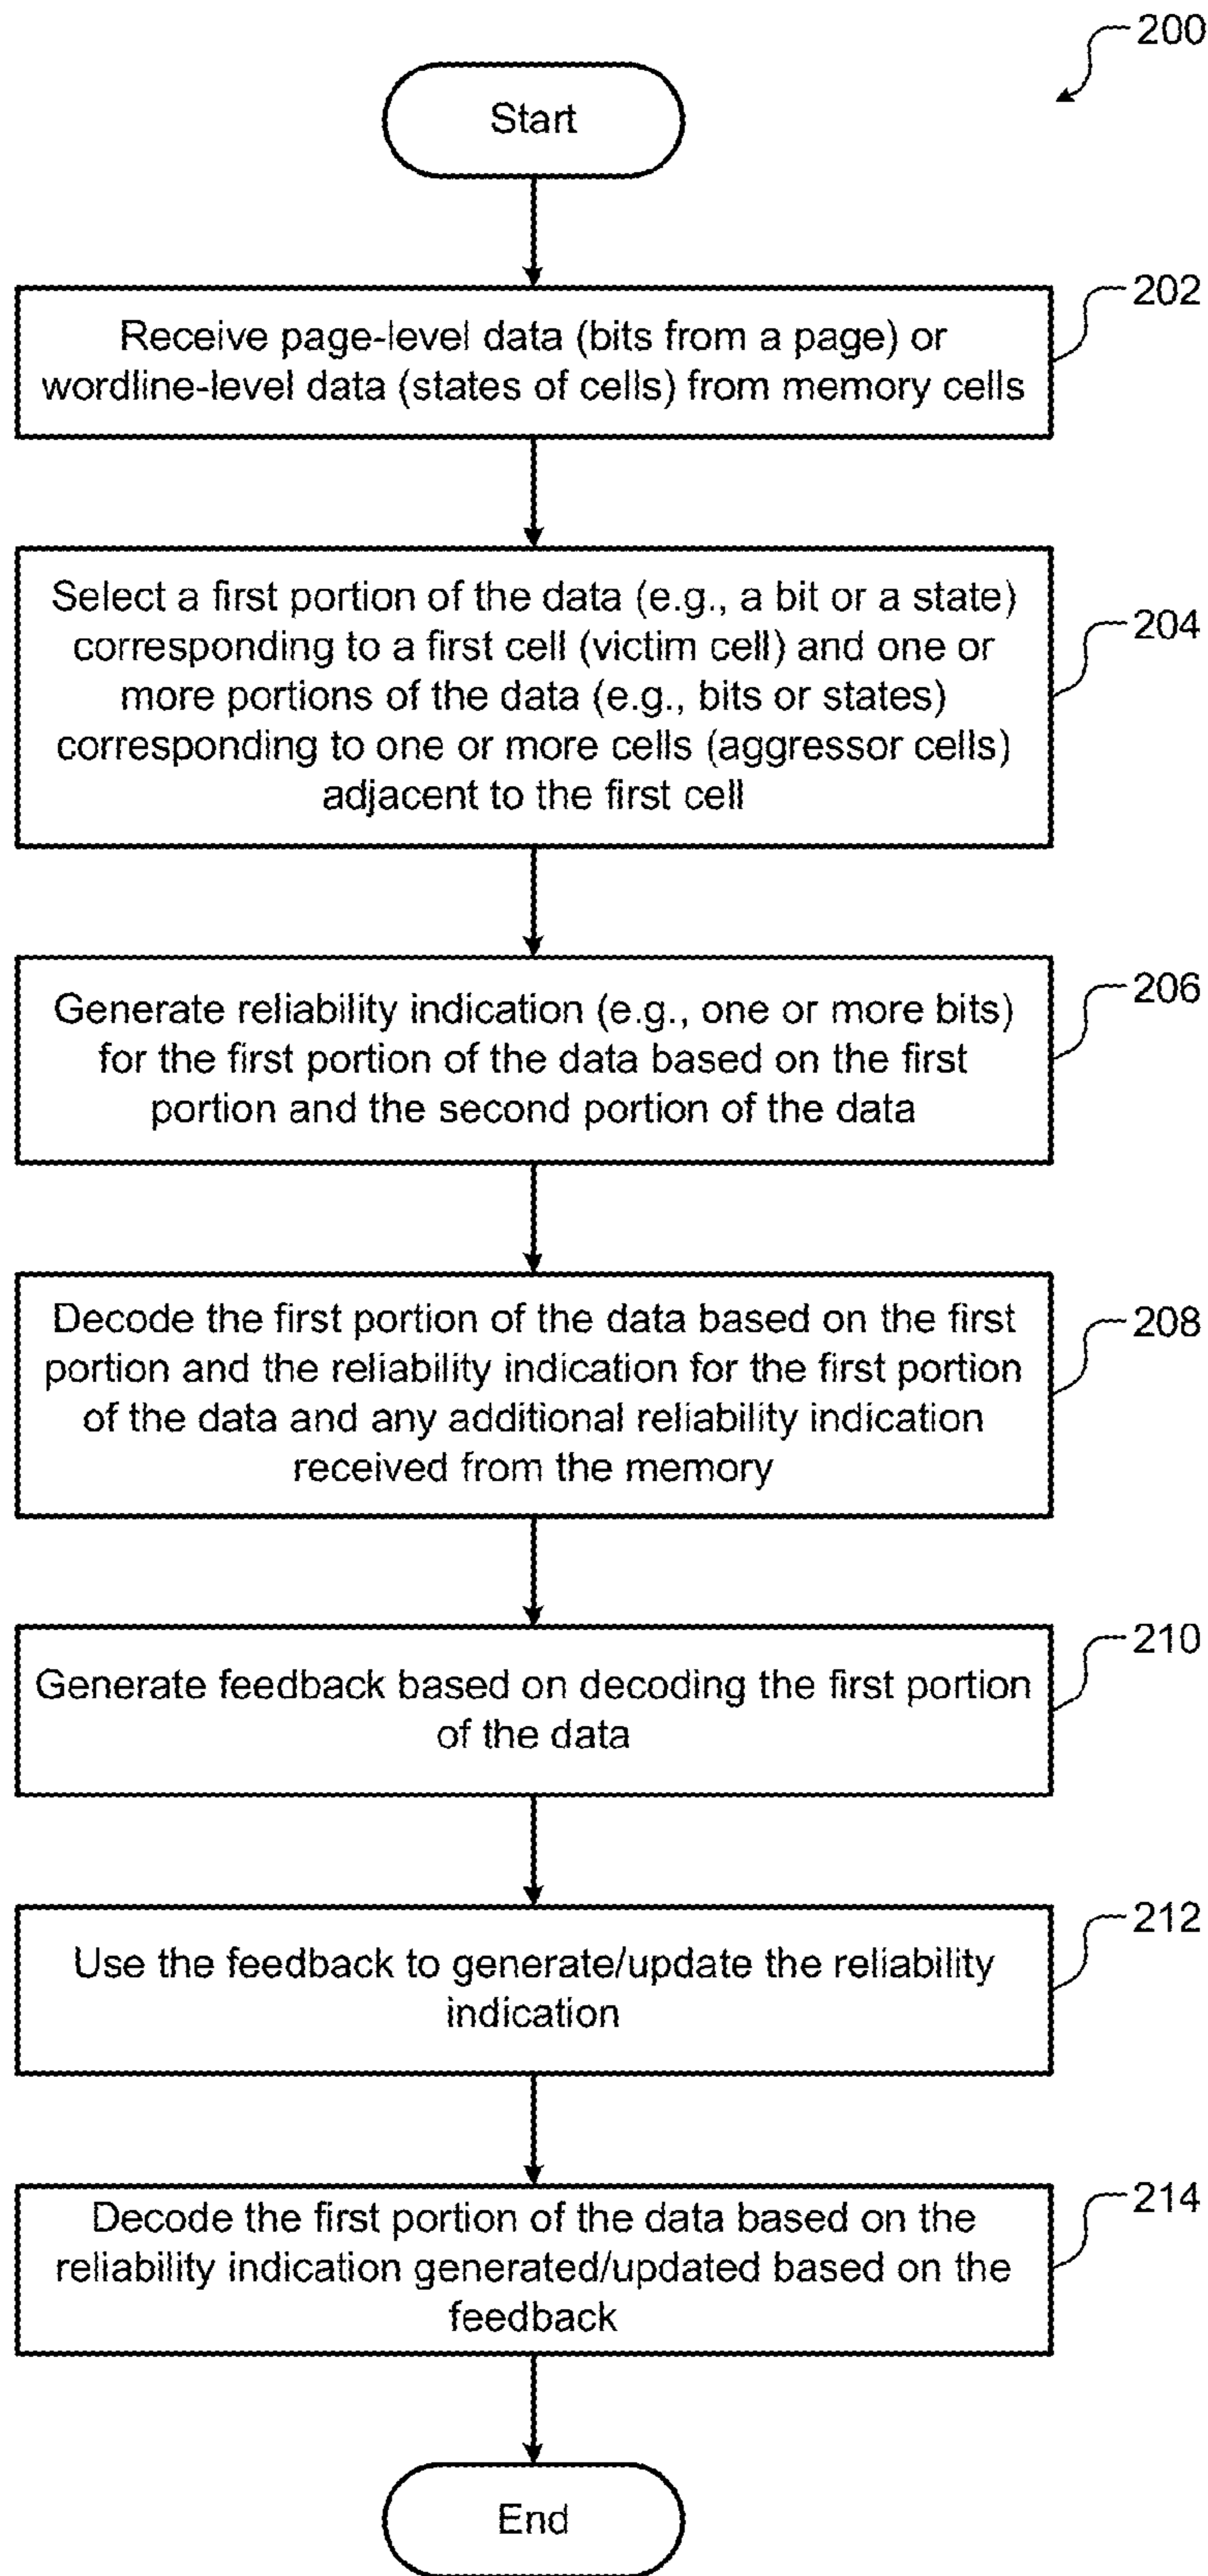 200
Start
202
Receive page-level data (bits from a page) or
wordline-level data (states of cells) from memory cells
Select a first portion of the data (e.g., a bit or a state)
corresponding to a first cell (victim cell) and one or
more portions of the data (e.g., bits or states)
corresponding to one or more cells (aggressor cells)
adjacent to the first cell
204
Generate reliability indication (e.g., one or more bits)
for the first portion of the data based on the first
portion and the second portion of the data
206
Decode the first portion of the data based on the first
portion and the reliability indication for the first portion
of the data and any additional reliability indication
received from the memory
208
Generate feedback based on decoding the first portion
of the data
210
Use the feedback to generate/update the reliability
indication
212
Decode the first portion of the data based on the
reliability indication generated/updated based on the
feedback
214
End